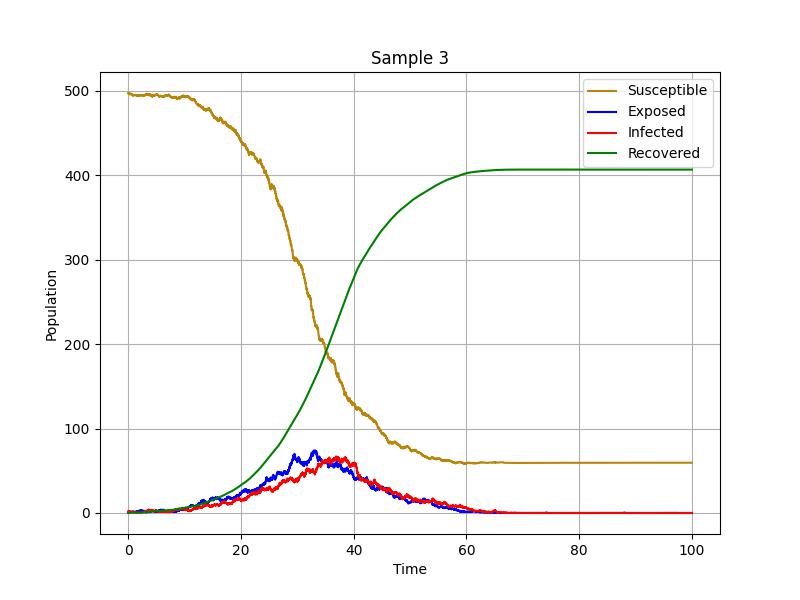 Sample 3
Susceptible
Exposed
Infected
Recovered
Population
500
400
300
200
100
0
0 20 40 60 80 100
Time